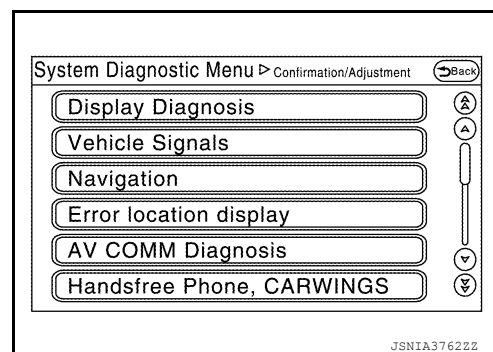 System Diagnostic Menu ▷ Confirmation/Adjustment Back
Display Diagnosis
Vehicle Signals
Navigation
Error location display
AV COMM Diagnosis
Handsfree Phone, CARWINGS
JSNIA3762ZZ